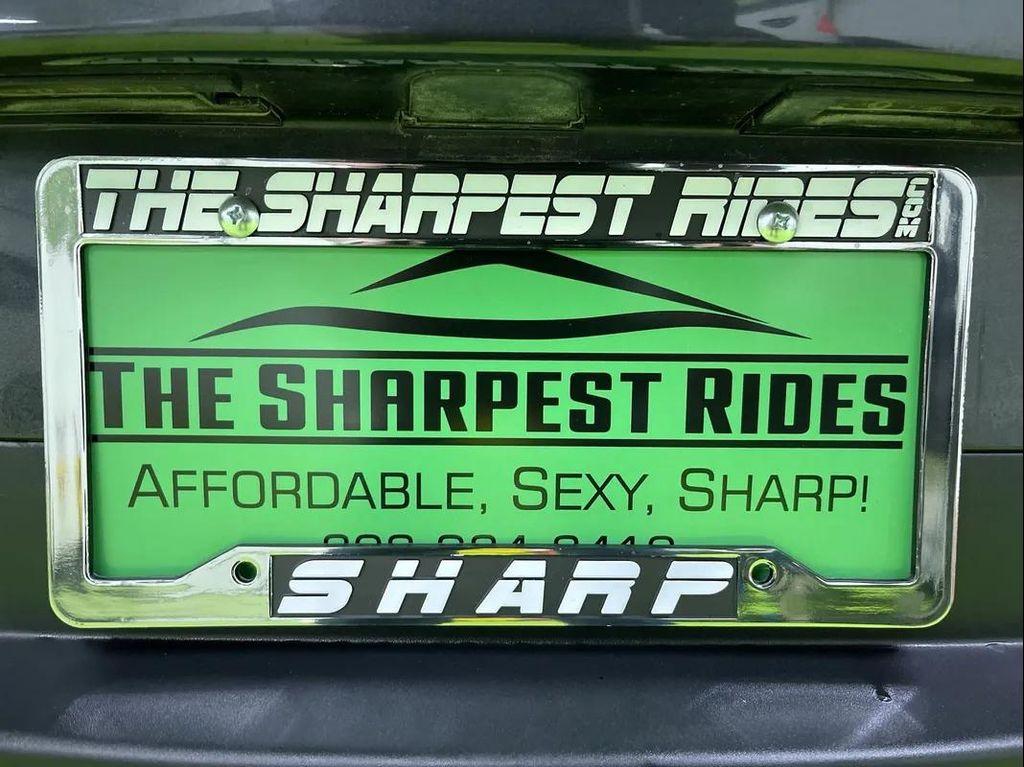 THE SHARPEST RIDES.COM
THE SHARPEST RIDES
AFFORDABLE, SEXY, SHARP!
SHARP